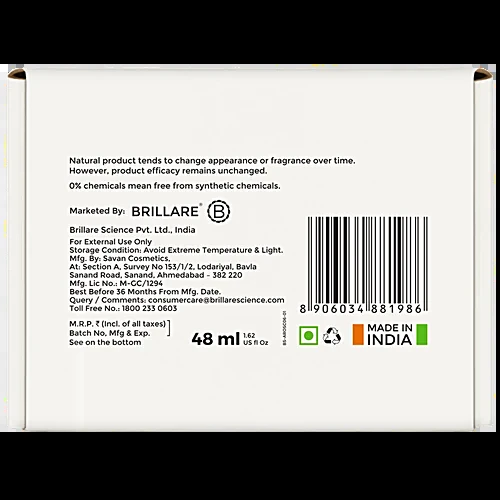 Natural product tends to change appearance or fragrance over time.
However, product efficacy remains unchanged.
0% chemicals mean free from synthetic chemicals.
Marketed By: BRILLARE® B
Brillare Science Pvt. Ltd., India
For External Use Only
Storage Condition: Avoid Extreme Temperature & Light.
Mfg. By: Savan Cosmetics,
At: Section A, Survey No 153/1/2, Lodariyal, Bavla
Sanand Road, Sanand, Ahmedabad - 382 220
Mfg. Lic No.: M-GC/1294
Best Before 36 Months From Mfg. Date.
Query / Comments: consumercare@brillarescience.com
Toll Free No.: 1800 233 0603
M.R.P. ₹ (Incl. of all taxes)
Batch No, Mfg & Exp.
See on the bottom
48 ml 1.62
US fl Oz
8 906034 881986
MADE IN
INDIA